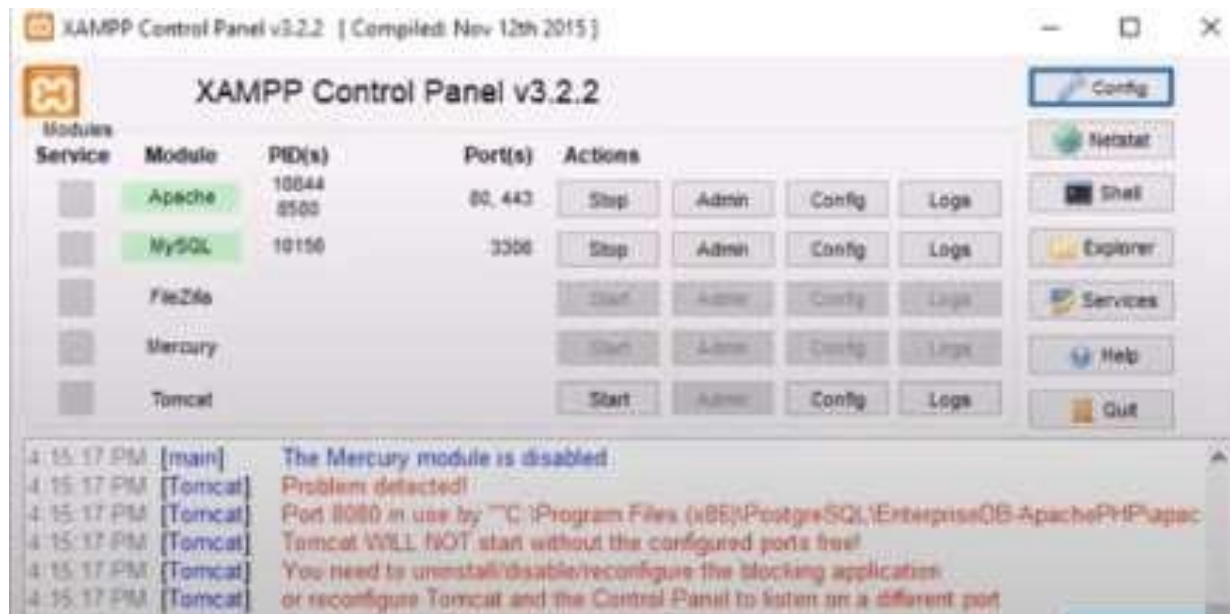 XAMPP Control Panel v3.2.2 [ Compiled: Nov 12th 2015 ]
XAMPP Control Panel v3.2.2
Config
Modules
Netstat
Service Module PID(s) Port(s) Actions
Apache 8580 80, 443 Stop Admin Config Logs
Shell
MySQL 10156 3306 Stop Admin Config Logs
Explorer
FileZilla Start Admin Config Logs
Services
Mercury Start Admin Config Logs
Help
Tomcat Start Admin Config Logs
Quit
4:15:17 PM [main] The Mercury module is disabled
4:15:17 PM [Tomcat] Problem detected!
4:15:17 PM [Tomcat] Port 8080 in use by ""C:\Program Files (x86)\PostgreSQL\EnterpriseDB-ApachePHP\apac
4:15:17 PM [Tomcat] Tomcat WILL NOT start without the configured ports free!
4:15:17 PM [Tomcat] You need to uninstall/disable/reconfigure the blocking application
4:15:17 PM [Tomcat] or reconfigure Tomcat and the Control Panel to listen on a different port